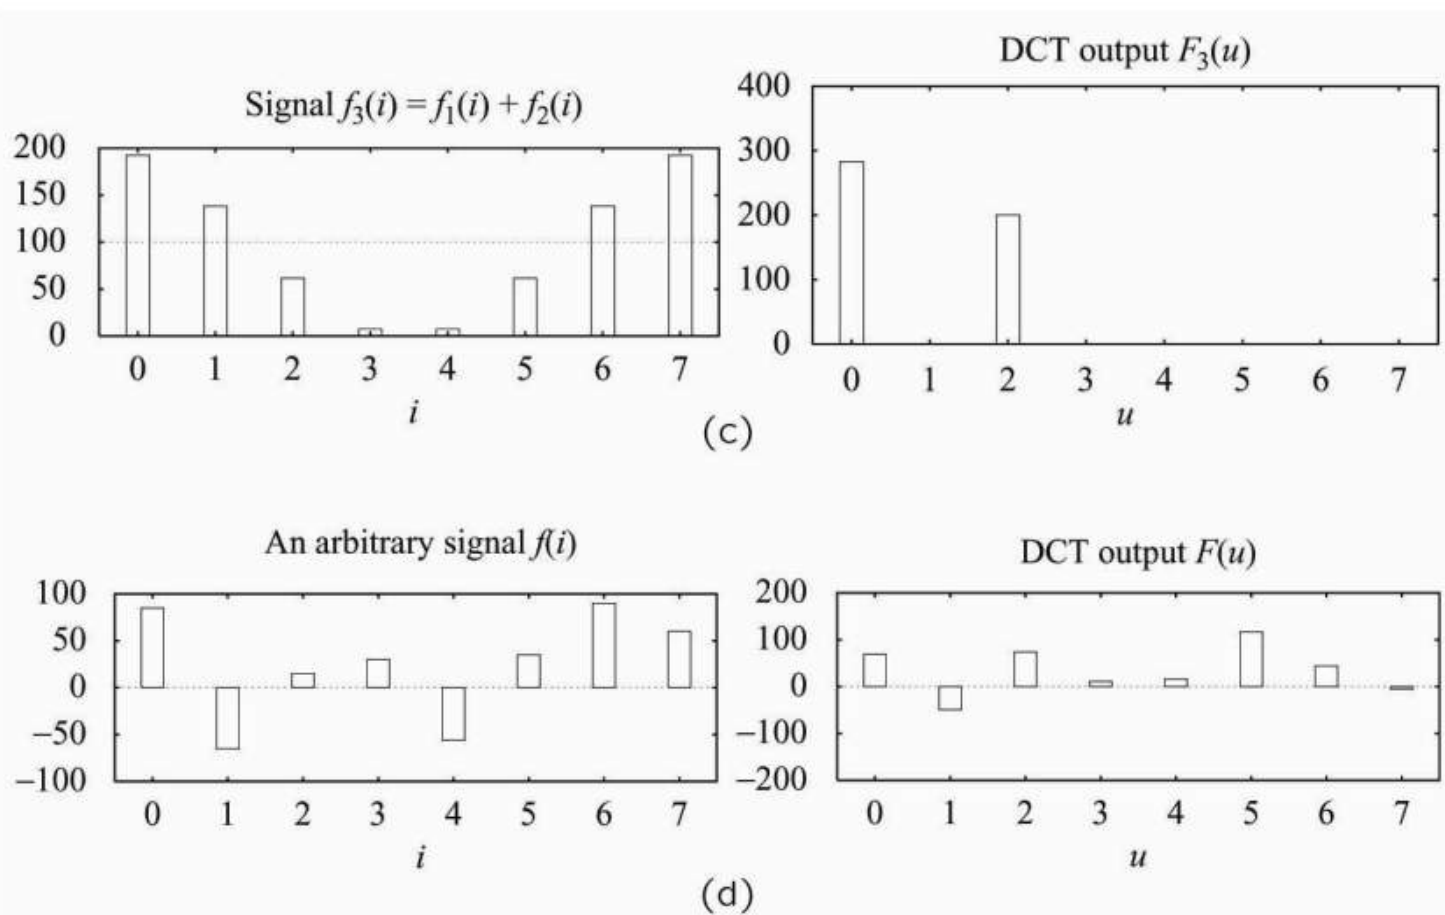 Signal f3(i) = f1(i) + f2(i)
200
150
100
50
0
0 1 2 3 4 5 6 7
i
DCT output F3(u)
400
300
200
100
0
0 1 2 3 4 5 6 7
u
(c)
An arbitrary signal f(i)
100
50
0
−50
−100
0 1 2 3 4 5 6 7
i
DCT output F(u)
200
100
0
−100
−200
0 1 2 3 4 5 6 7
u
(d)